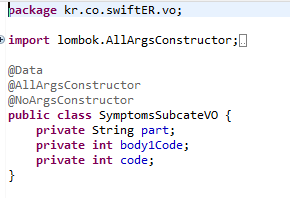 package kr.co.swiftER.vo;
import lombok.AllArgsConstructor;
@Data
@AllArgsConstructor
@NoArgsConstructor
public class SymptomsSubcateVO {
private String part;
private int body1Code;
private int code;
}